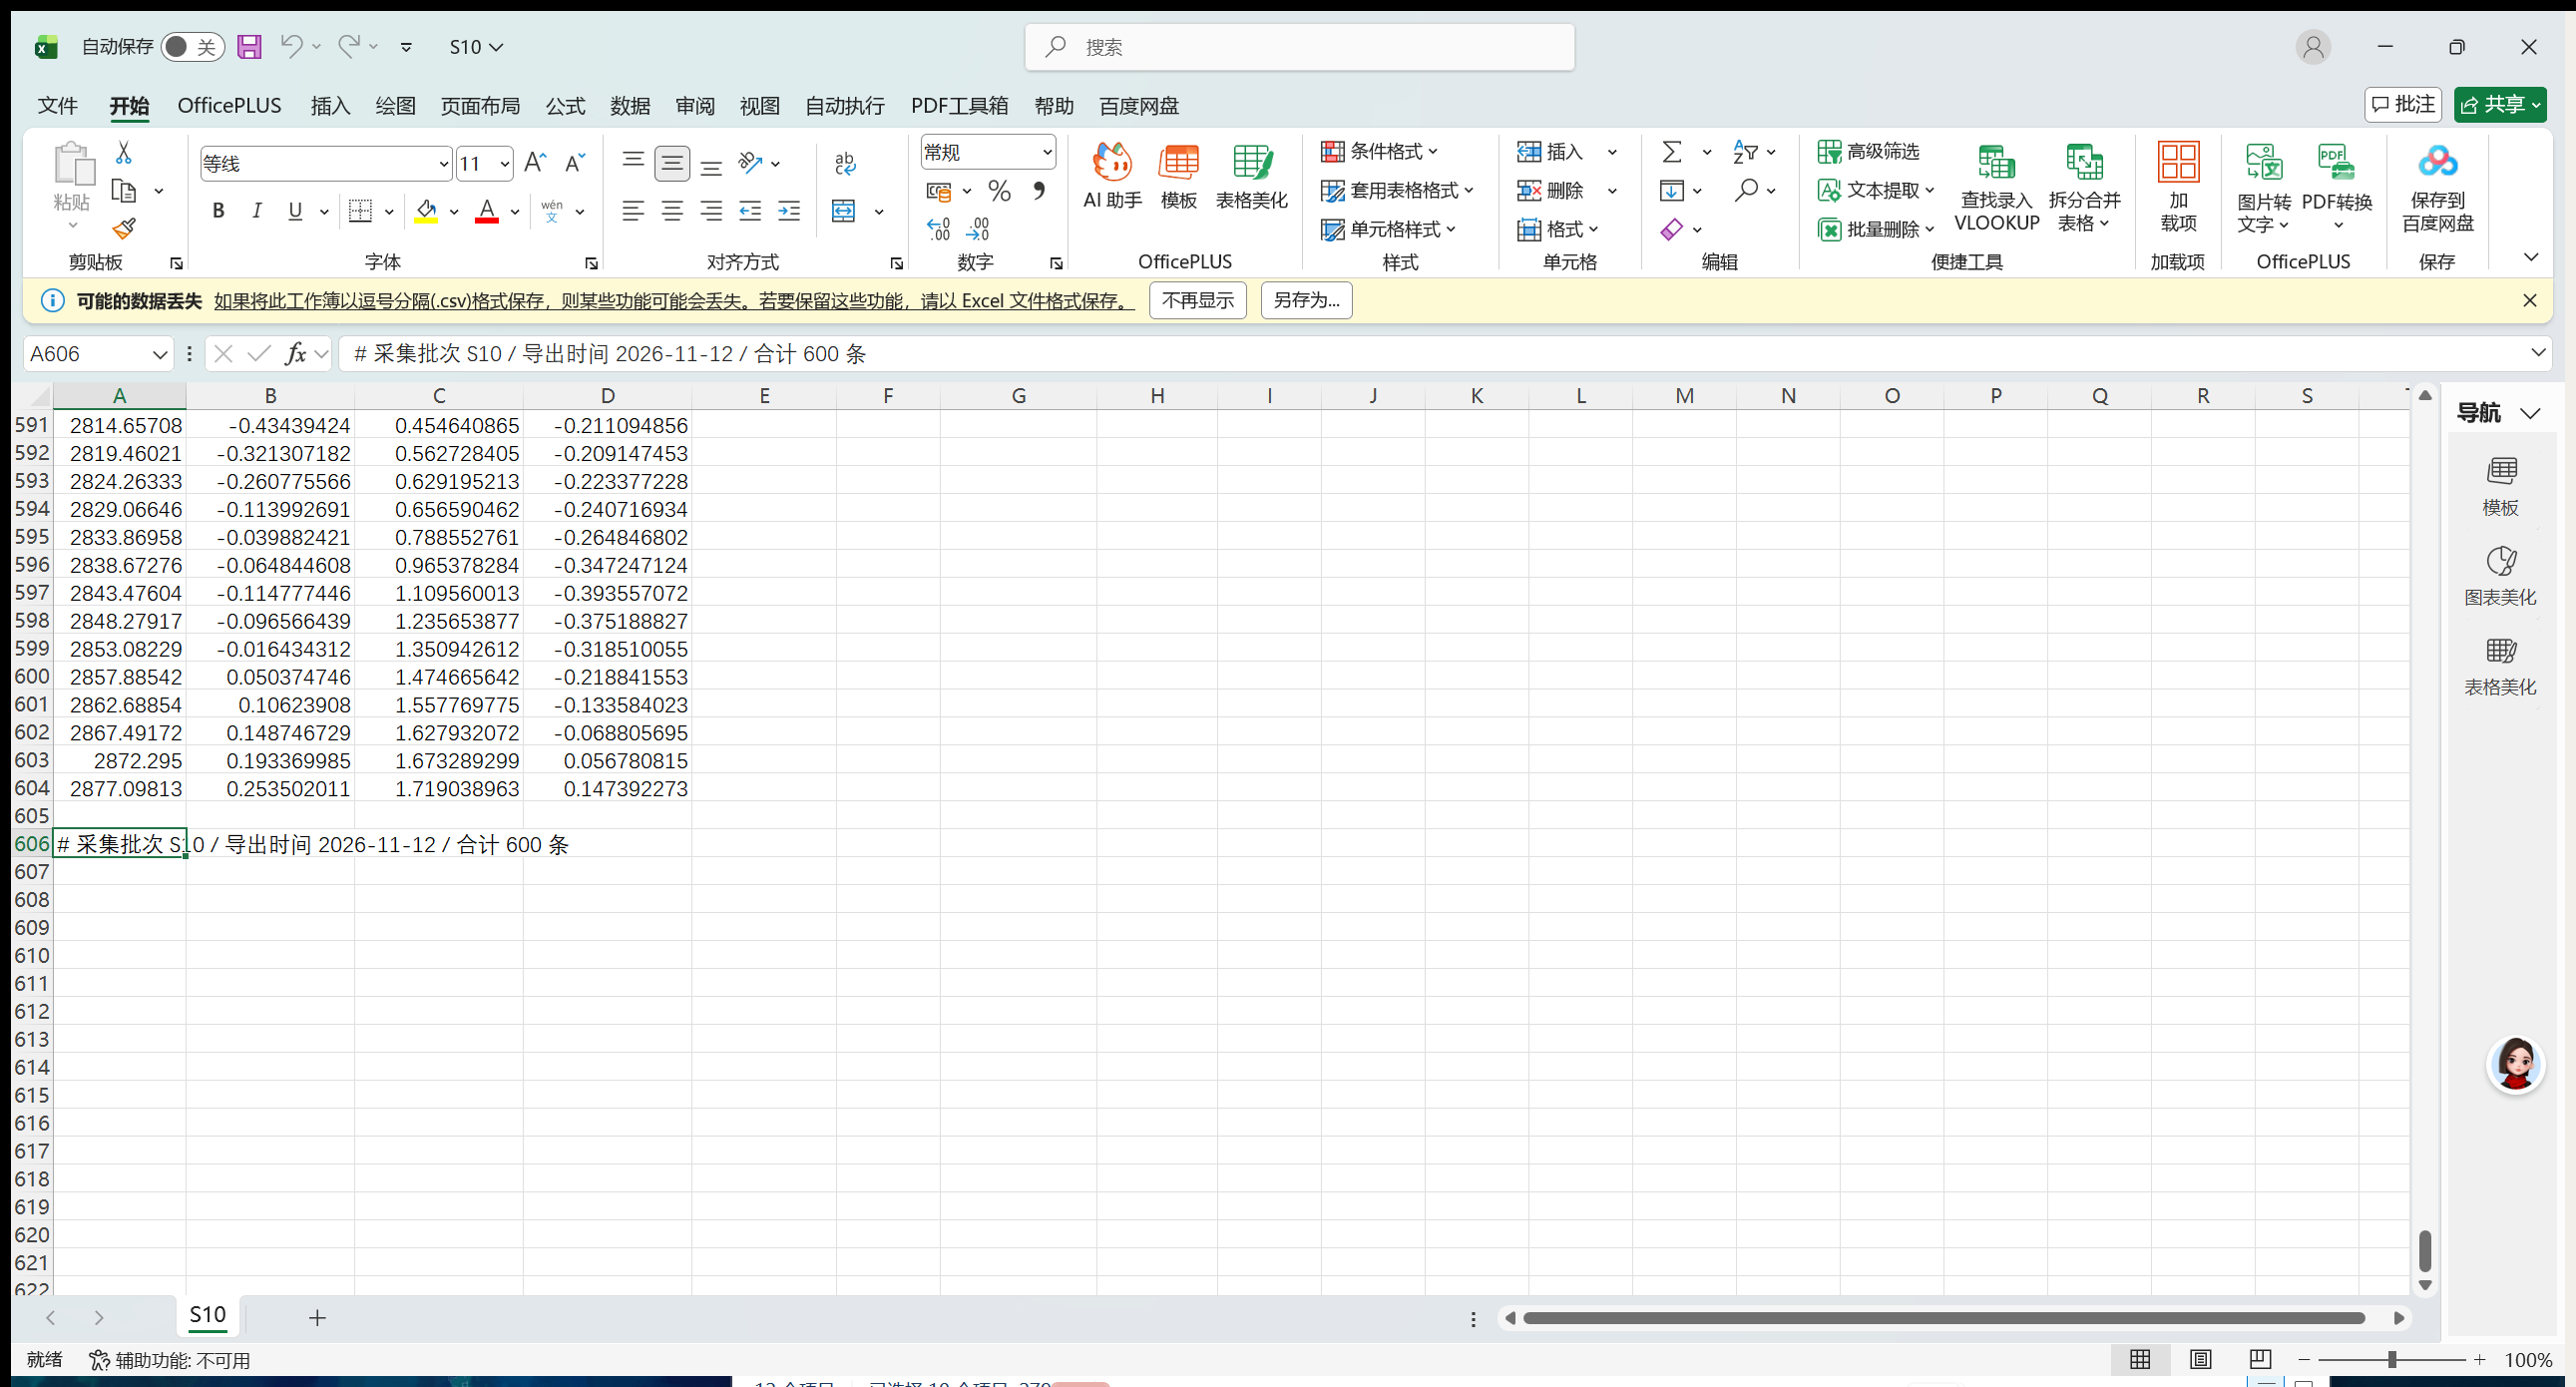 自动保存 关 S10 搜索
文件 开始 OfficePLUS 插入 绘图 页面布局 公式 数据 审阅 视图 自动执行 PDF工具箱 帮助 百度网盘 批注 共享
粘贴 剪贴板
等线 11 B I U wén 文 字体
ab 对齐方式
常规 % 数字
AI 助手 模板 表格美化 OfficePLUS
条件格式 套用表格格式 单元格样式 样式
插入 删除 格式 单元格
编辑
高级筛选 文本提取 批量删除 查找录入 VLOOKUP 拆分合并 表格 便捷工具
加 载项 加载项
图片转 文字 PDF转换 OfficePLUS
保存到 百度网盘 保存
可能的数据丢失 如果将此工作簿以逗号分隔(.csv)格式保存，则某些功能可能会丢失。若要保留这些功能，请以 Excel 文件格式保存。 不再显示 另存为...
A606 fx # 采集批次 S10 / 导出时间 2026-11-12 / 合计 600 条
A B C D E F G H I J K L M N O P Q R S
591 2814.65708 -0.43439424 0.454640865 -0.211094856
592 2819.46021 -0.321307182 0.562728405 -0.209147453
593 2824.26333 -0.260775566 0.629195213 -0.223377228
594 2829.06646 -0.113992691 0.656590462 -0.240716934
595 2833.86958 -0.039882421 0.788552761 -0.264846802
596 2838.67276 -0.064844608 0.965378284 -0.347247124
597 2843.47604 -0.114777446 1.109560013 -0.393557072
598 2848.27917 -0.096566439 1.235653877 -0.375188827
599 2853.08229 -0.016434312 1.350942612 -0.318510055
600 2857.88542 0.050374746 1.474665642 -0.218841553
601 2862.68854 0.10623908 1.557769775 -0.133584023
602 2867.49172 0.148746729 1.627932072 -0.068805695
603 2872.295 0.193369985 1.673289299 0.056780815
604 2877.09813 0.253502011 1.719038963 0.147392273
605
606 # 采集批次 S10 / 导出时间 2026-11-12 / 合计 600 条
607
608
609
610
611
612
613
614
615
616
617
618
619
620
621
622
导航
模板
图表美化
表格美化
S10
就绪 辅助功能: 不可用 100%